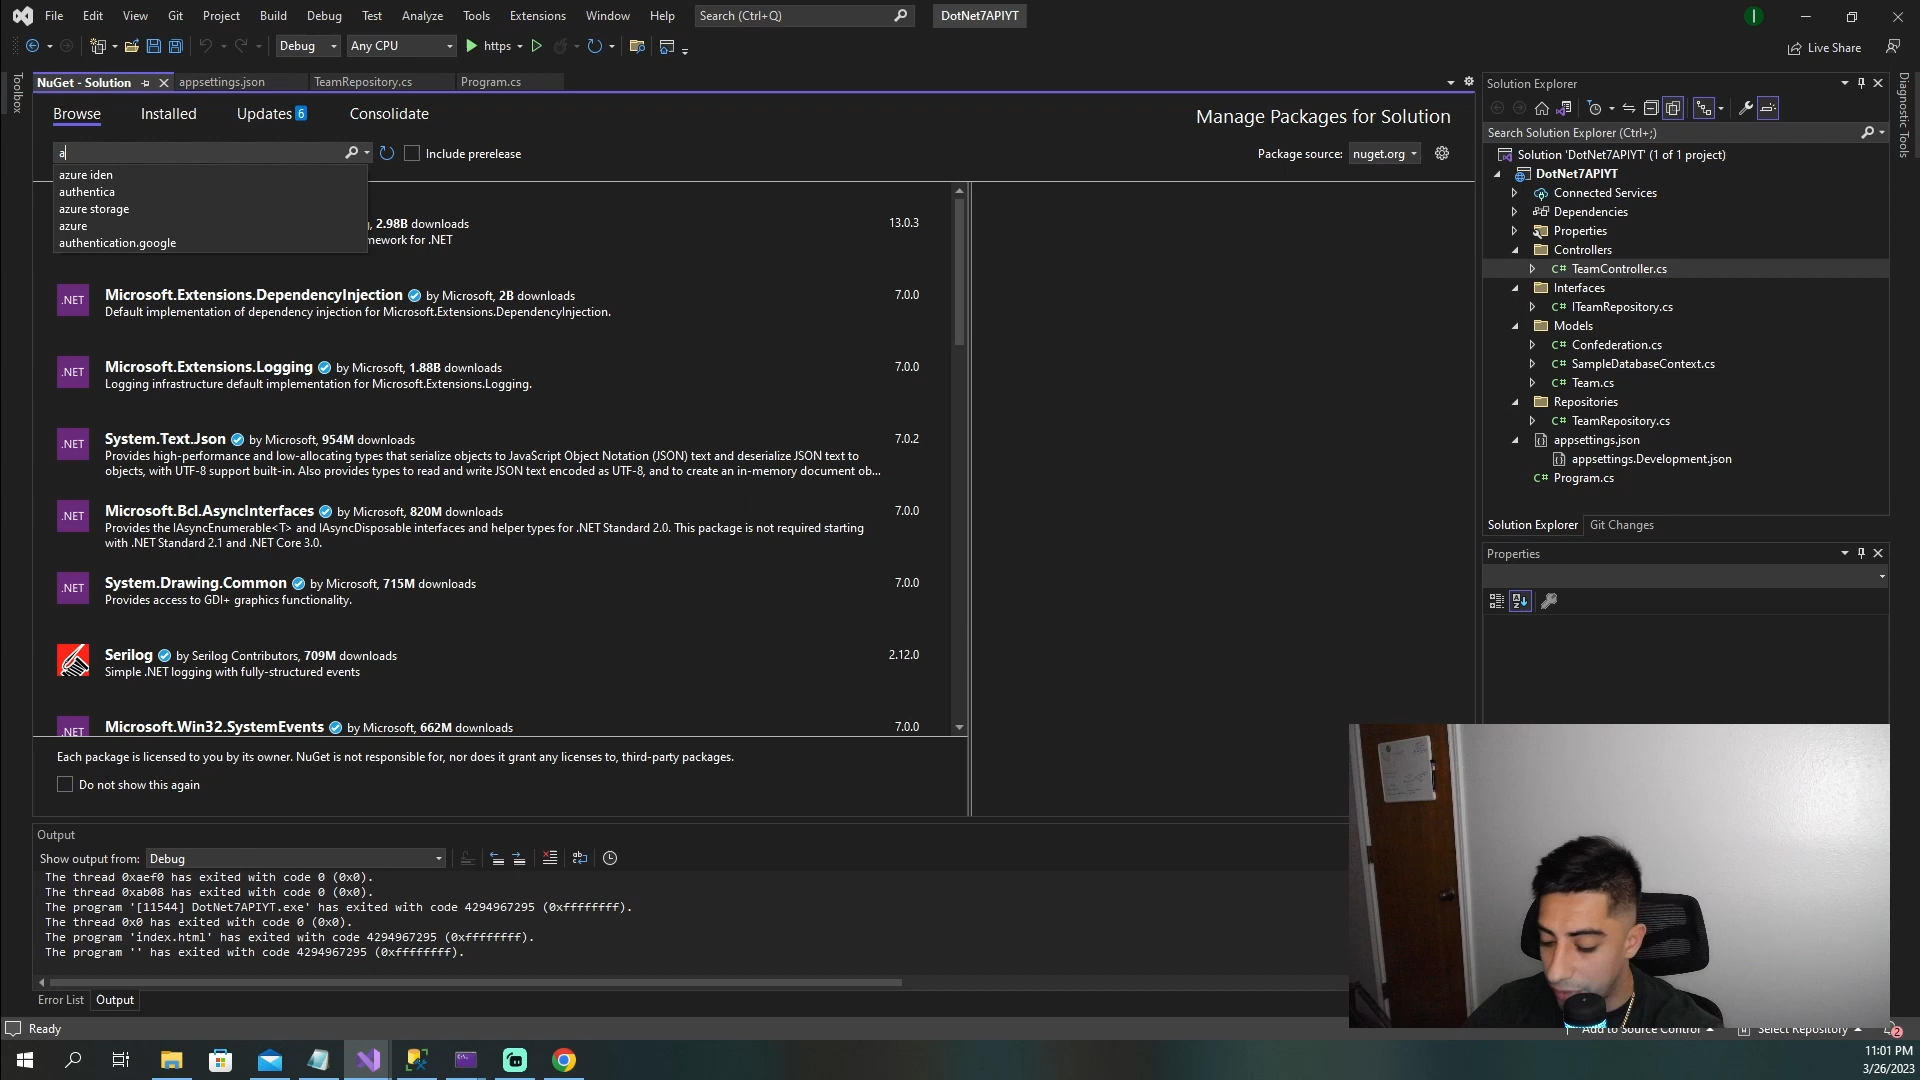 File Edit View Git Project Build Debug Test Analyze Tools Extensions Window Help Search (Ctrl+Q) DotNet7APIYT
Debug Any CPU https Live Share
Toolbox
NuGet - Solution appsettings.json TeamRepository.cs Program.cs
Browse Installed Updates 6 Consolidate
Manage Packages for Solution
a
Include prerelease
Package source: nuget.org
azure iden
authentica
azure storage
azure
authentication.google
2.98B downloads 13.0.3
for .NET
.NET
Microsoft.Extensions.DependencyInjection by Microsoft, 2B downloads 7.0.0
Default implementation of dependency injection for Microsoft.Extensions.DependencyInjection.
.NET
Microsoft.Extensions.Logging by Microsoft, 1.88B downloads 7.0.0
Logging infrastructure default implementation for Microsoft.Extensions.Logging.
.NET
System.Text.Json by Microsoft, 954M downloads 7.0.2
Provides high-performance and low-allocating types that serialize objects to JavaScript Object Notation (JSON) text and deserialize JSON text to
objects, with UTF-8 support built-in. Also provides types to read and write JSON text encoded as UTF-8, and to create an in-memory document ob...
.NET
Microsoft.Bcl.AsyncInterfaces by Microsoft, 820M downloads 7.0.0
Provides the IAsyncEnumerable<T> and IAsyncDisposable interfaces and helper types for .NET Standard 2.0. This package is not required starting
with .NET Standard 2.1 and .NET Core 3.0.
.NET
System.Drawing.Common by Microsoft, 715M downloads 7.0.0
Provides access to GDI+ graphics functionality.
Serilog by Serilog Contributors, 709M downloads 2.12.0
Simple .NET logging with fully-structured events
.NET
Microsoft.Win32.SystemEvents by Microsoft, 662M downloads 7.0.0
Each package is licensed to you by its owner. NuGet is not responsible for, nor does it grant any licenses to, third-party packages.
Do not show this again
Output
Show output from: Debug
The thread 0xaef0 has exited with code 0 (0x0).
The thread 0xab08 has exited with code 0 (0x0).
The program '[11544] DotNet7APIYT.exe' has exited with code 4294967295 (0xffffffff).
The thread 0x0 has exited with code 0 (0x0).
The program 'index.html' has exited with code 4294967295 (0xffffffff).
The program '' has exited with code 4294967295 (0xffffffff).
Error List Output
Ready
Solution Explorer
Search Solution Explorer (Ctrl+;)
Solution 'DotNet7APIYT' (1 of 1 project)
DotNet7APIYT
Connected Services
Dependencies
Properties
Controllers
C# TeamController.cs
Interfaces
C# ITeamRepository.cs
Models
C# Confederation.cs
C# SampleDatabaseContext.cs
C# Team.cs
Repositories
C# TeamRepository.cs
appsettings.json
appsettings.Development.json
C# Program.cs
Solution Explorer Git Changes
Properties
Diagnostic Tools
Add to Source Control Select Repository 2
11:01 PM
3/26/2023